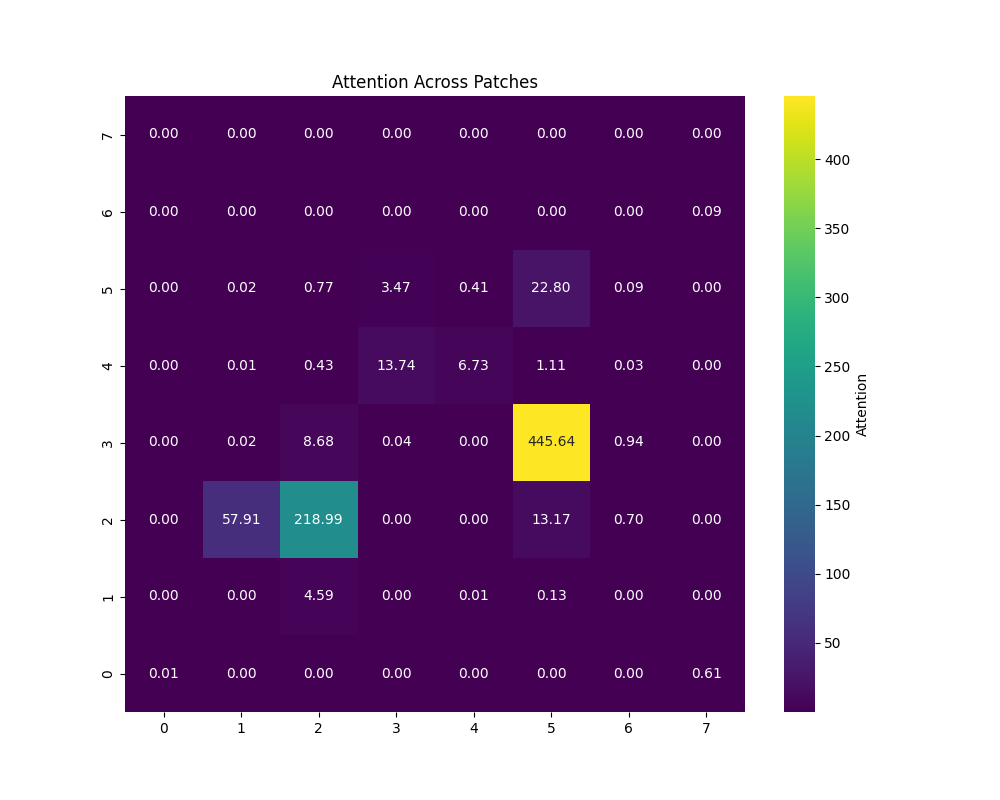 Attention Across Patches
7 0.00 0.00 0.00 0.00 0.00 0.00 0.00 0.00
6 0.00 0.00 0.00 0.00 0.00 0.00 0.00 0.09
5 0.00 0.02 0.77 3.47 0.41 22.80 0.09 0.00
4 0.00 0.01 0.43 13.74 6.73 1.11 0.03 0.00
3 0.00 0.02 8.68 0.04 0.00 445.64 0.94 0.00
2 0.00 57.91 218.99 0.00 0.00 13.17 0.70 0.00
1 0.00 0.00 4.59 0.00 0.01 0.13 0.00 0.00
0 0.01 0.00 0.00 0.00 0.00 0.00 0.00 0.61
0 1 2 3 4 5 6 7
400
350
300
250
200
150
100
50
Attention